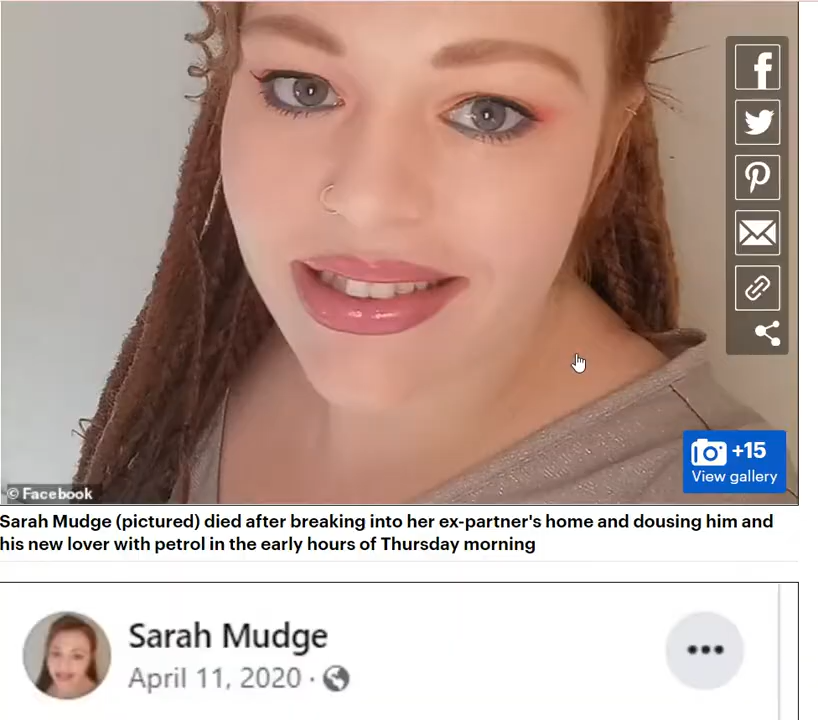 +15
View gallery
© Facebook
Sarah Mudge (pictured) died after breaking into her ex-partner's home and dousing him and
his new lover with petrol in the early hours of Thursday morning
Sarah Mudge
April 11, 2020 ·